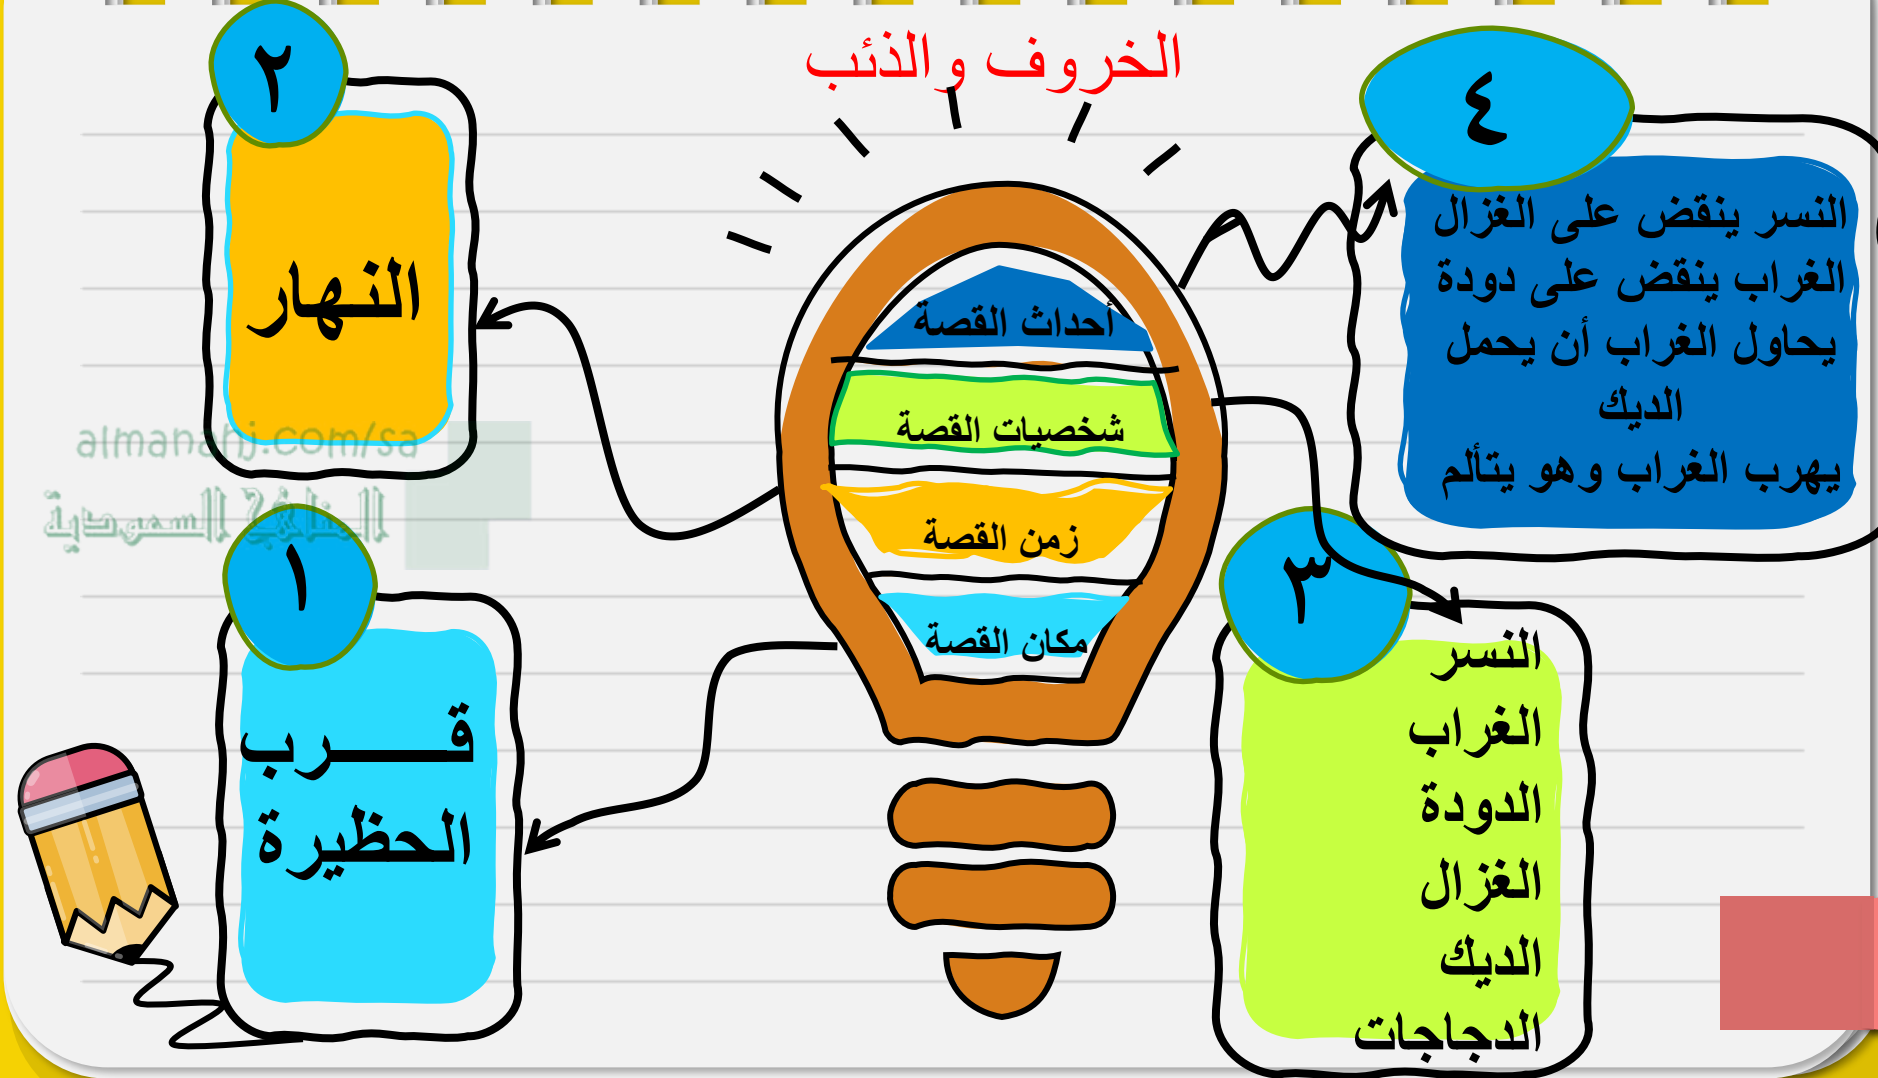 الخروف والذئب
٤
النسر ينقض على الغزال
الغراب ينقض على دودة
يحاول الغراب أن يحمل
الديك
يهرب الغراب وهو يتألم
٢
النهار
أحداث القصة
شخصيات القصة
زمن القصة
مكان القصة
almanahj.com/sa
المناهج السعودية
٣
النسر
الغراب
الدودة
الغزال
الديك
الدجاجات
١
قـــــرب
الحظيرة